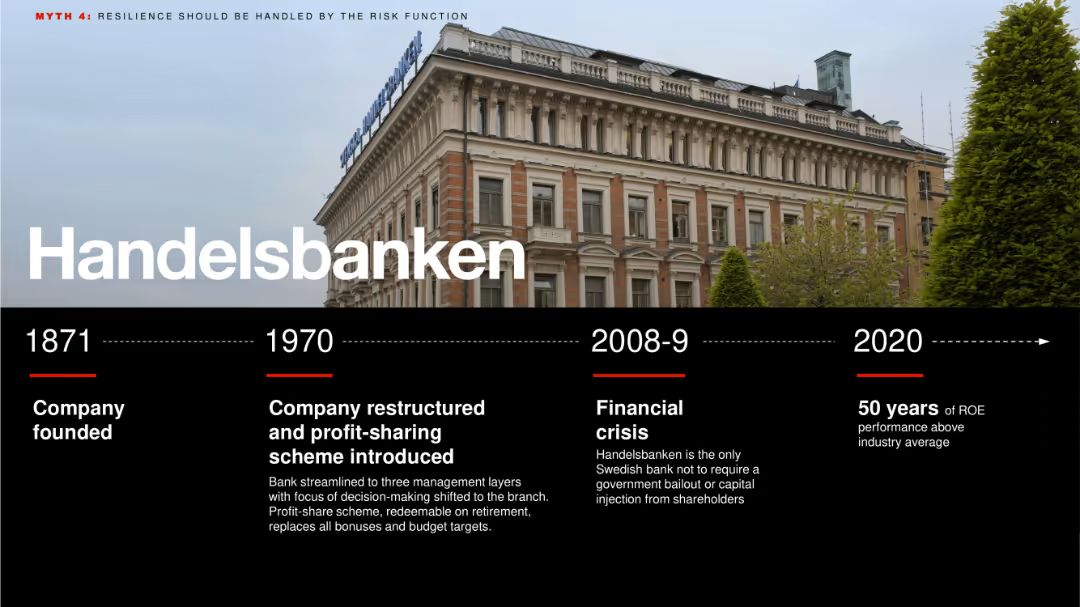 MYTH 4: RESILIENCE SHOULD BE HANDLED BY THE RISK FUNCTION
SVENSKA HANDELSBANKEN
Handelsbanken
1871
1970
2008-9
2020
Company
founded
Company restructured
and profit-sharing
scheme introduced
Bank streamlined to three management layers
with focus of decision-making shifted to the branch.
Profit-share scheme, redeemable on retirement,
replaces all bonuses and budget targets.
Financial
crisis
Handelsbanken is the only
Swedish bank not to require a
government bailout or capital
injection from shareholders
50 years of ROE
performance above
industry average